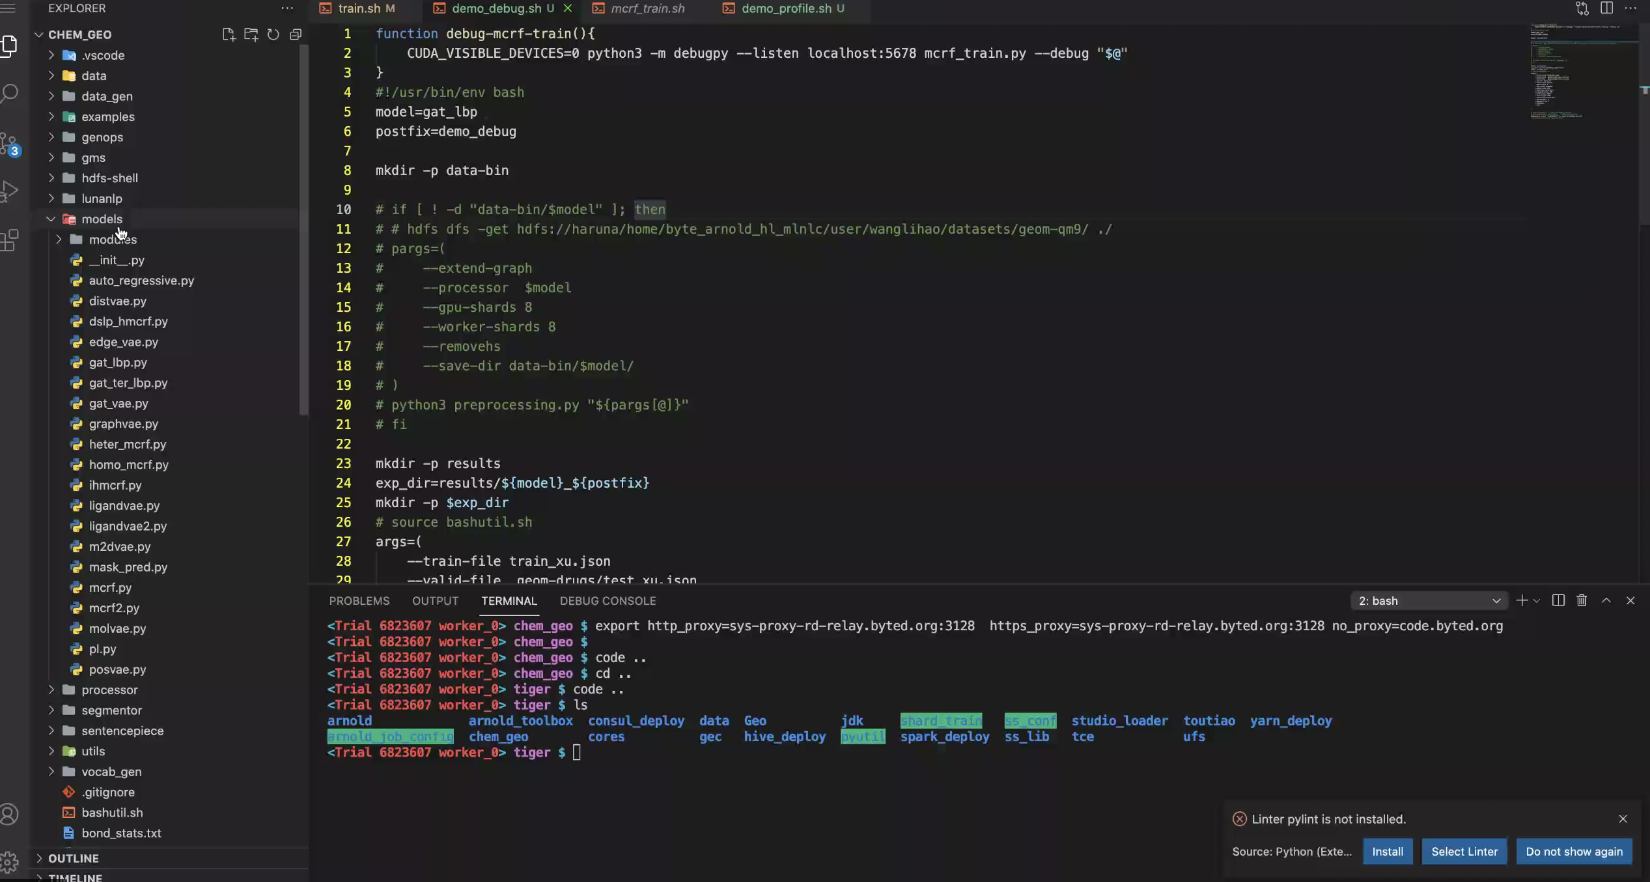 EXPLORER
CHEM_GEO
.vscode
data
data_gen
examples
genops
gms
hdfs-shell
lunanlp
models
modules
__init__.py
auto_regressive.py
distvae.py
dslp_hmcrf.py
edge_vae.py
gat_lbp.py
gat_ter_lbp.py
gat_vae.py
graphvae.py
heter_mcrf.py
homo_mcrf.py
ihmcrf.py
ligandvae.py
ligandvae2.py
m2dvae.py
mask_pred.py
mcrf.py
mcrf2.py
molvae.py
pl.py
posvae.py
processor
segmentor
sentencepiece
utils
vocab_gen
.gitignore
bashutil.sh
bond_stats.txt
OUTLINE
TIMELINE
3
train.sh M demo_debug.sh U mcrf_train.sh demo_profile.sh U
1 function debug-mcrf-train(){
2 CUDA_VISIBLE_DEVICES=0 python3 -m debugpy --listen localhost:5678 mcrf_train.py --debug "$@"
3 }
4 #!/usr/bin/env bash
5 model=gat_lbp
6 postfix=demo_debug
7
8 mkdir -p data-bin
9
10 # if [ ! -d "data-bin/$model" ]; then
11 # # hdfs dfs -get hdfs://haruna/home/byte_arnold_hl_mlnlc/user/wanglihao/datasets/geom-qm9/ ./
12 # pargs=(
13 # --extend-graph
14 # --processor $model
15 # --gpu-shards 8
16 # --worker-shards 8
17 # --removehs
18 # --save-dir data-bin/$model/
19 # )
20 # python3 preprocessing.py "${pargs[@]}"
21 # fi
22
23 mkdir -p results
24 exp_dir=results/${model}_${postfix}
25 mkdir -p $exp_dir
26 # source bashutil.sh
27 args=(
28 --train-file train_xu.json
29 --valid-file geom-drugs/test_xu.json
PROBLEMS OUTPUT TERMINAL DEBUG CONSOLE 2: bash
<Trial 6823607 worker_0> chem_geo $ export http_proxy=sys-proxy-rd-relay.byted.org:3128 https_proxy=sys-proxy-rd-relay.byted.org:3128 no_proxy=code.byted.org
<Trial 6823607 worker_0> chem_geo $
<Trial 6823607 worker_0> chem_geo $ code ..
<Trial 6823607 worker_0> chem_geo $ cd ..
<Trial 6823607 worker_0> tiger $ code ..
<Trial 6823607 worker_0> tiger $ ls
arnold arnold_toolbox consul_deploy data Geo jdk shard_train ss_conf studio_loader toutiao yarn_deploy
arnold_job_config chem_geo cores gec hive_deploy pyutil spark_deploy ss_lib tce ufs
<Trial 6823607 worker_0> tiger $
Linter pylint is not installed.
Source: Python (Exte...
Install
Select Linter
Do not show again